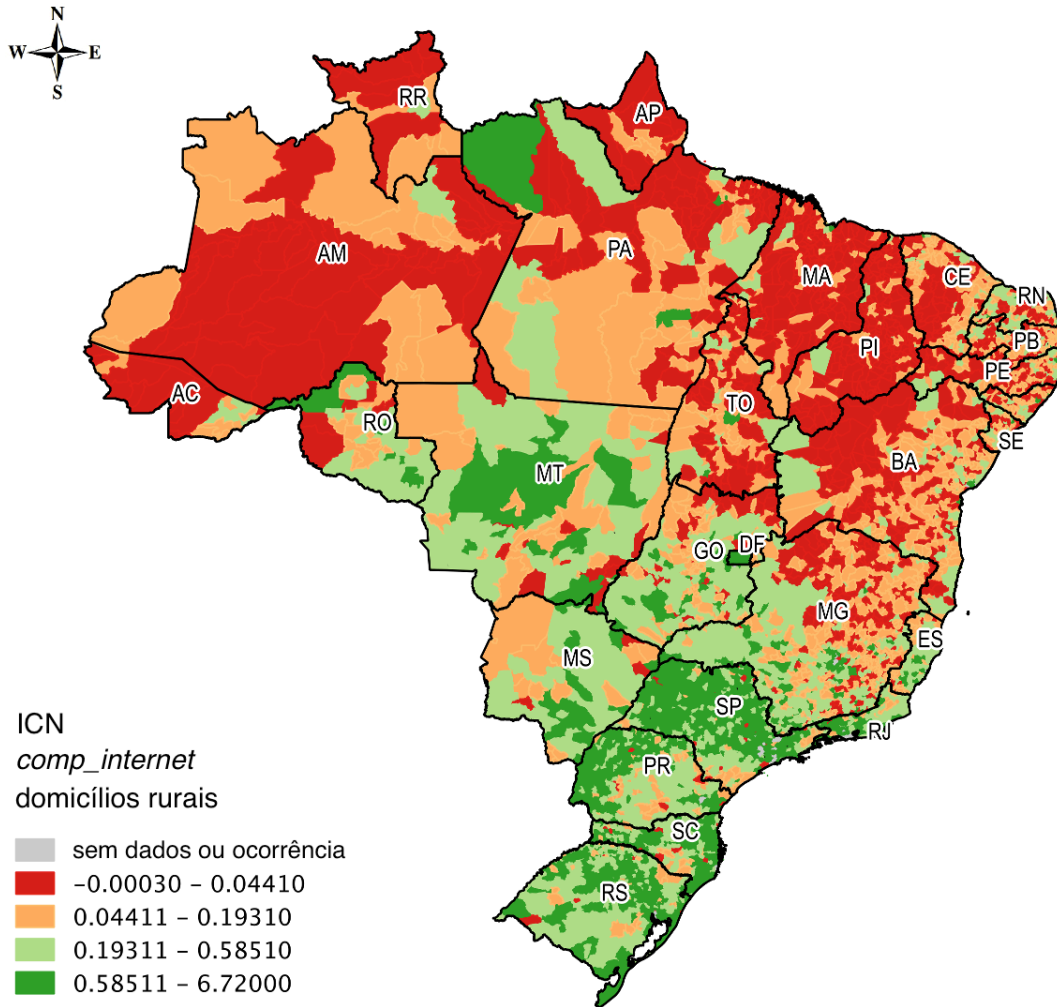 N
W E
S
RR
AP
AM
PA
MA
CE
RN
PB
PI
PE
AC
TO
RO
SE
BA
MT
GO DF
MG
ES
MS
SP
RJ
PR
SC
RS
ICN
comp_internet
domicílios rurais
sem dados ou ocorrência
−0.00030 – 0.04410
0.04411 – 0.19310
0.19311 – 0.58510
0.58511 – 6.72000